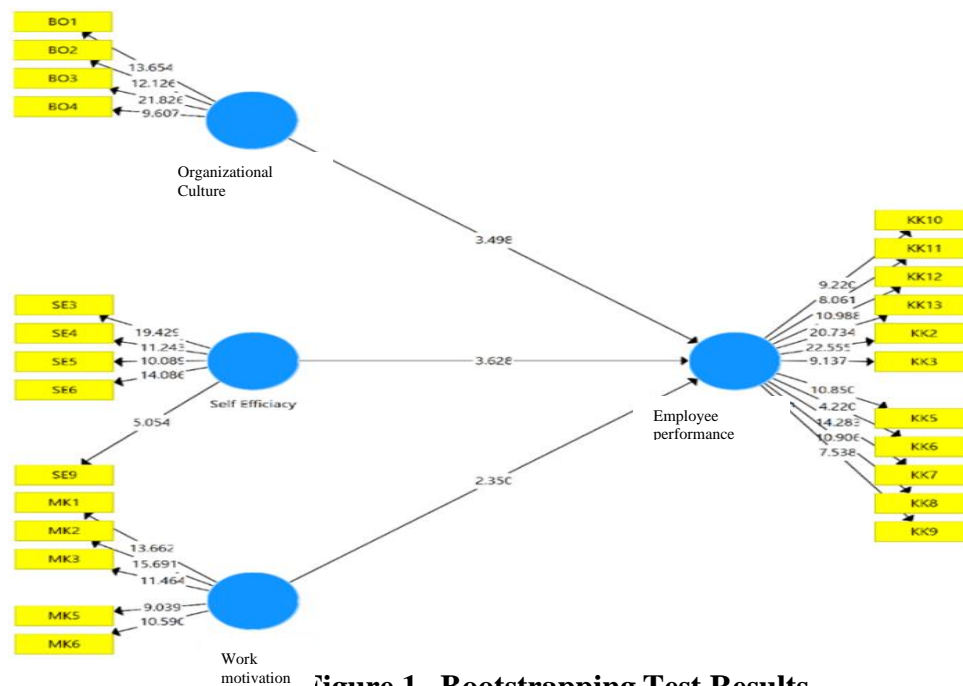 BO1
BO2
BO3
BO4
13.654
12.126
21.826
9.607
Organizational
Culture
3.498
SE3
SE4
SE5
SE6
19.429
11.243
10.089
14.086
Self Efficiacy
5.054
SE9
3.628
MK1
MK2
MK3
MK5
MK6
13.662
15.691
11.464
9.039
10.590
Work
motivation
2.350
Employee
performance
9.220
8.061
10.988
20.734
22.555
9.137
10.850
4.220
14.283
10.906
7.538
KK10
KK11
KK12
KK13
KK2
KK3
KK5
KK6
KK7
KK8
KK9
Figure 1. Bootstrapping Test Results